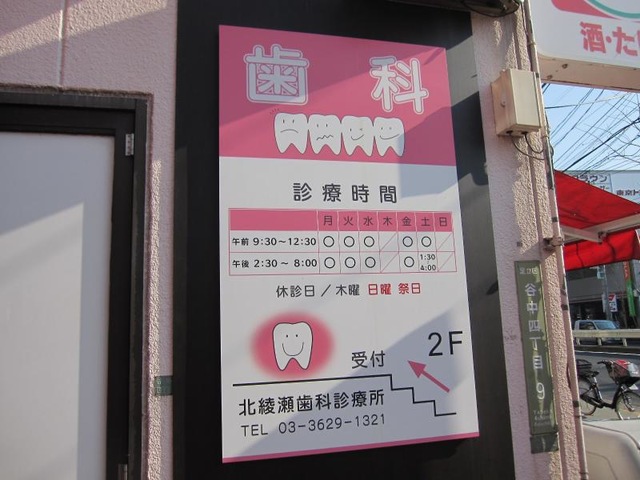 歯科
診療時間
月 火 水 木 金 土 日
午前 9:30～12:30 ○ ○ ○ ／ ○ ○ ／
午後 2:30～ 8:00 ○ ○ ○ ／ ○ 1:30 4:00 ／
休診日／木曜 日曜 祭日
受付
2F
北綾瀬歯科診療所
TEL 03-3629-1321
酒・た
谷中四丁目
9